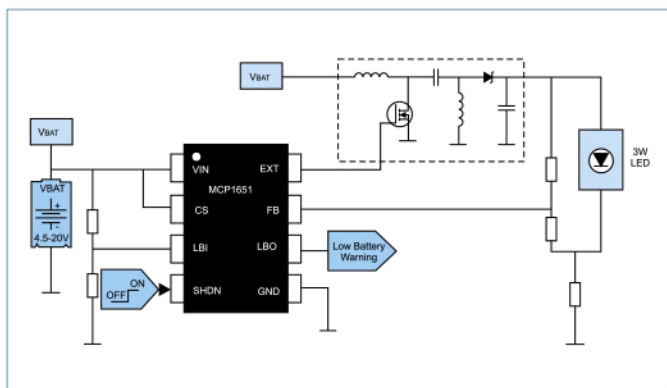 VBAT
VBAT
VBAT
+
-
4.5-20V
VIN
EXT
MCP1651
CS
FB
LBI
LBO
SHDN
GND
ON
OFF
Low Battery
Warning
3W
LED